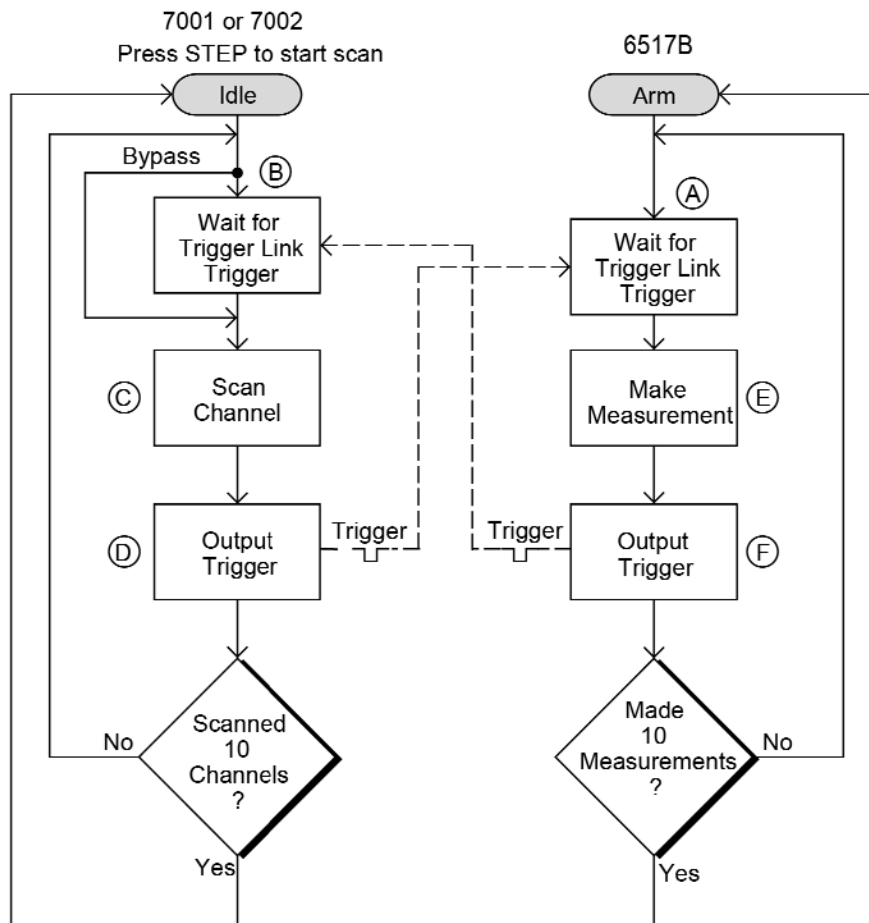 7001 or 7002
Press STEP to start scan
Idle
Bypass
B
Wait for
Trigger Link
Trigger
C
Scan
Channel
D
Output
Trigger
Trigger
Scanned
10
Channels
?
No
Yes
6517B
Arm
A
Wait for
Trigger Link
Trigger
Make
Measurement
E
Trigger
Output
Trigger
F
Made
10
Measurements
?
No
Yes